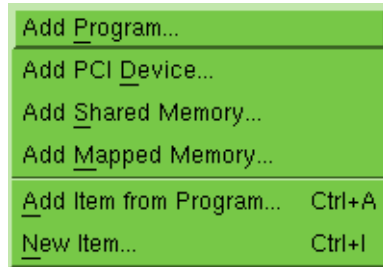 Add Program...
Add PCI Device...
Add Shared Memory...
Add Mapped Memory...
Add Item from Program... Ctrl+A
New Item... Ctrl+I